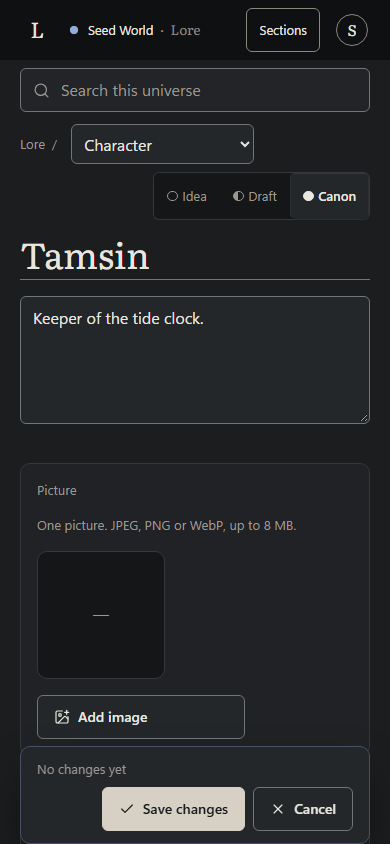 L
Seed World · Lore
Sections
S
Search this universe
Lore /
Character
Idea
Draft
Canon
Tamsin
Keeper of the tide clock.
Picture
One picture. JPEG, PNG or WebP, up to 8 MB.
—
Add image
No changes yet
Save changes
Cancel